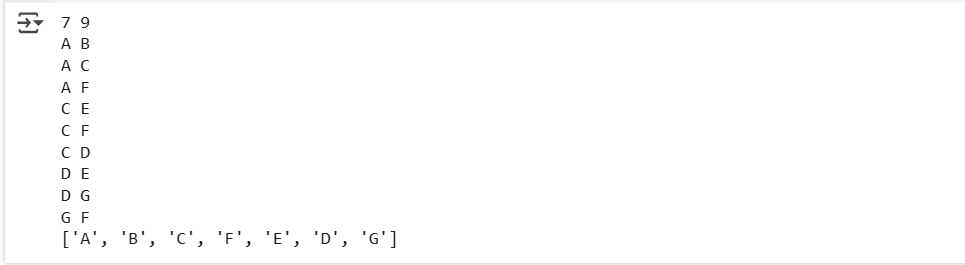 7 9
A B
A C
A F
C E
C F
C D
D E
D G
G F
['A', 'B', 'C', 'F', 'E', 'D', 'G']